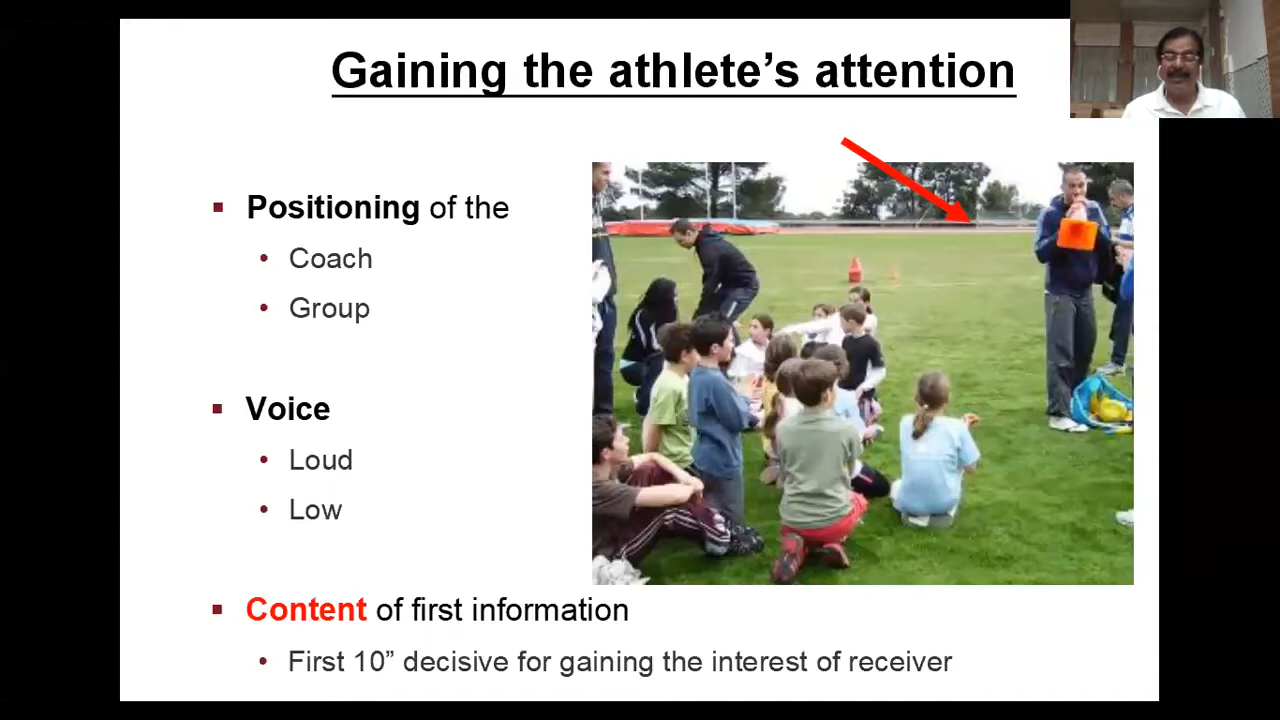 Gaining the athlete’s attention
▪ Positioning of the
• Coach
• Group
▪ Voice
• Loud
• Low
▪ Content of first information
• First 10” decisive for gaining the interest of receiver